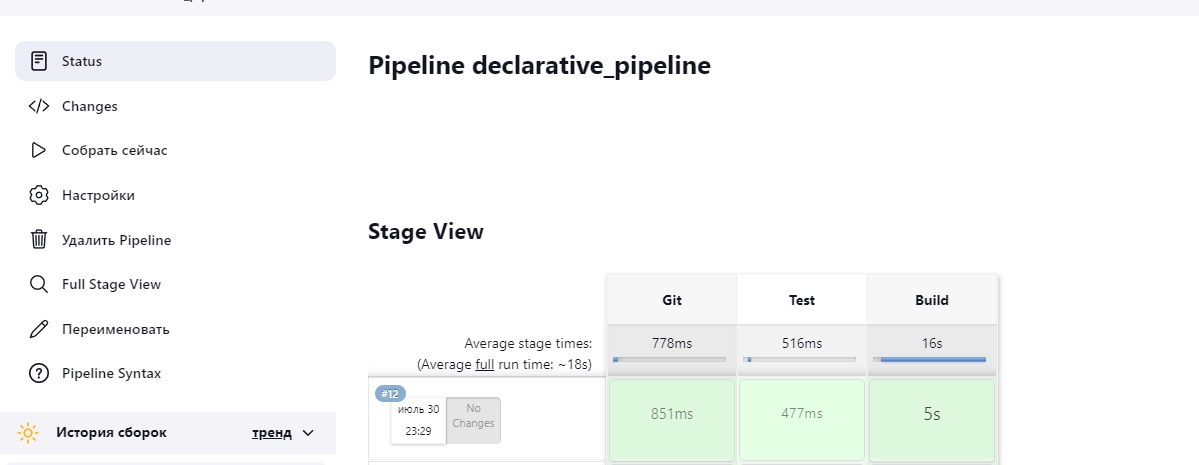 Status
Changes
Собрать сейчас
Настройки
Удалить Pipeline
Full Stage View
Переименовать
Pipeline Syntax
История сборок
тренд
Pipeline declarative_pipeline
Stage View
Git Test Build
Average stage times:
(Average full run time: ~18s)
778ms 516ms 16s
#12
июль 30
23:29
No
Changes
851ms 477ms 5s